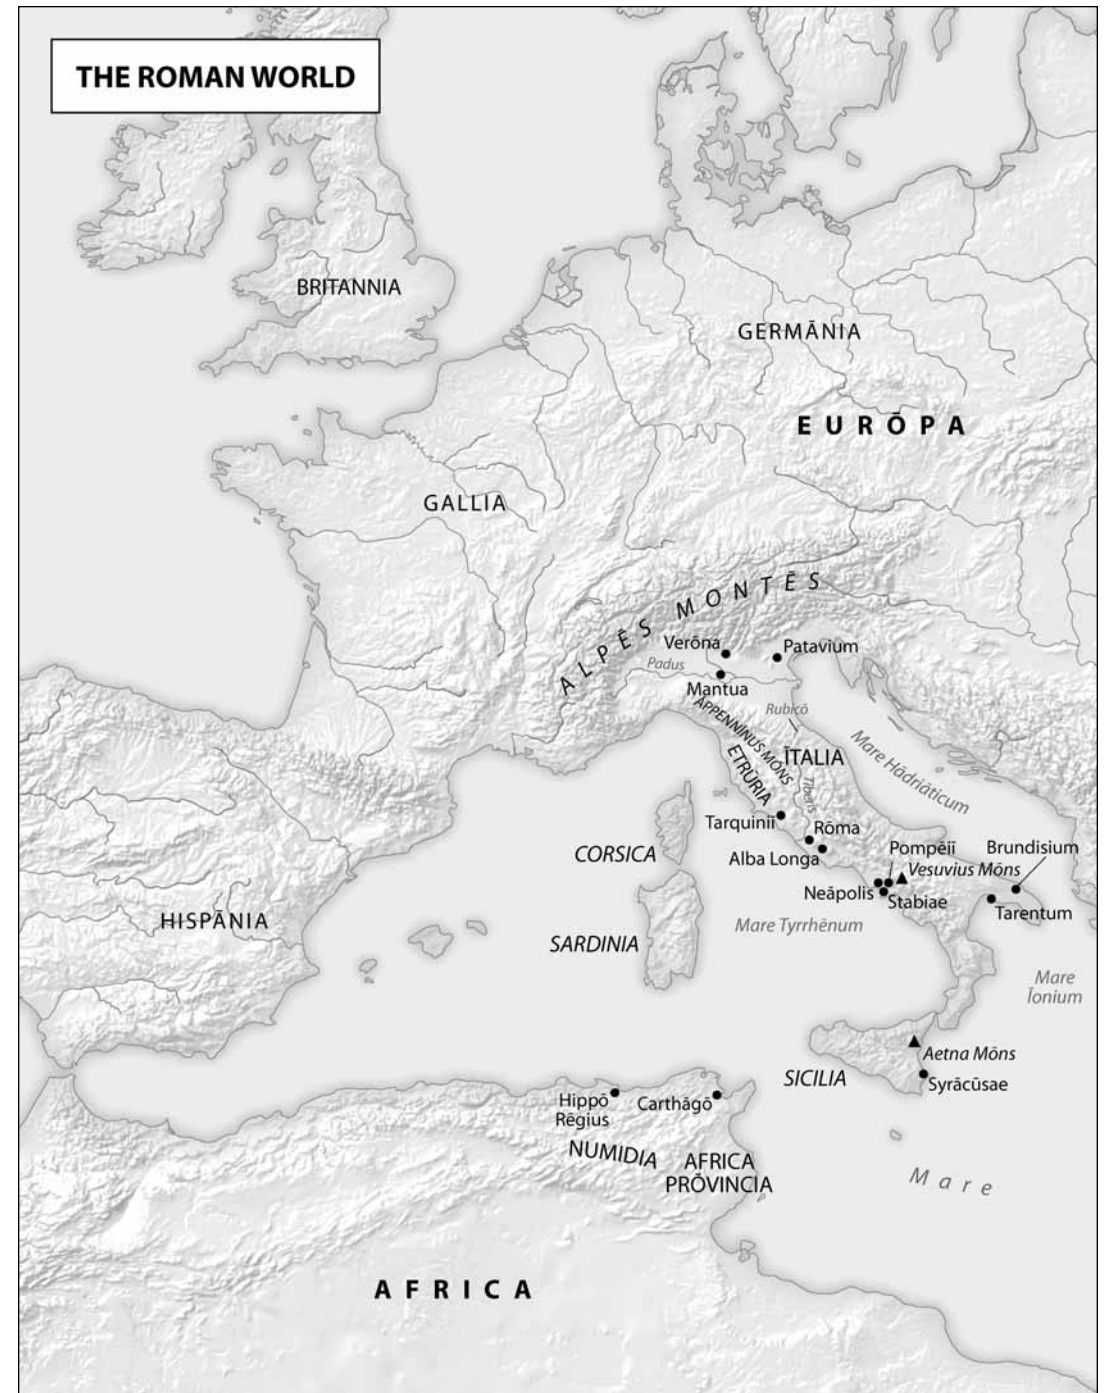 THE ROMAN WORLD
BRITANNIA
GERMĀNIA
EURŌPA
GALLIA
ALPĒS MONTĒS
Verōna
Patavium
Padus
Mantua
Rubicō
APPENNINUS MŌNS
ĪTALIA
Mare Hādriāticum
ETRŪRIA
Tiberis
Tarquiniī
Rōma
CORSICA
Alba Longa
Pompēiī
Brundisium
Vesuvius Mōns
Neāpolis
Stabiae
Tarentum
HISPĀNIA
Mare Tyrrhēnum
SARDINIA
Mare
Īonium
Aetna Mōns
SICILIA
Syrācūsae
Hippō
Rēgius
Carthāgō
NUMIDIA
AFRICA
PRŌVINCIA
Mare
AFRICA